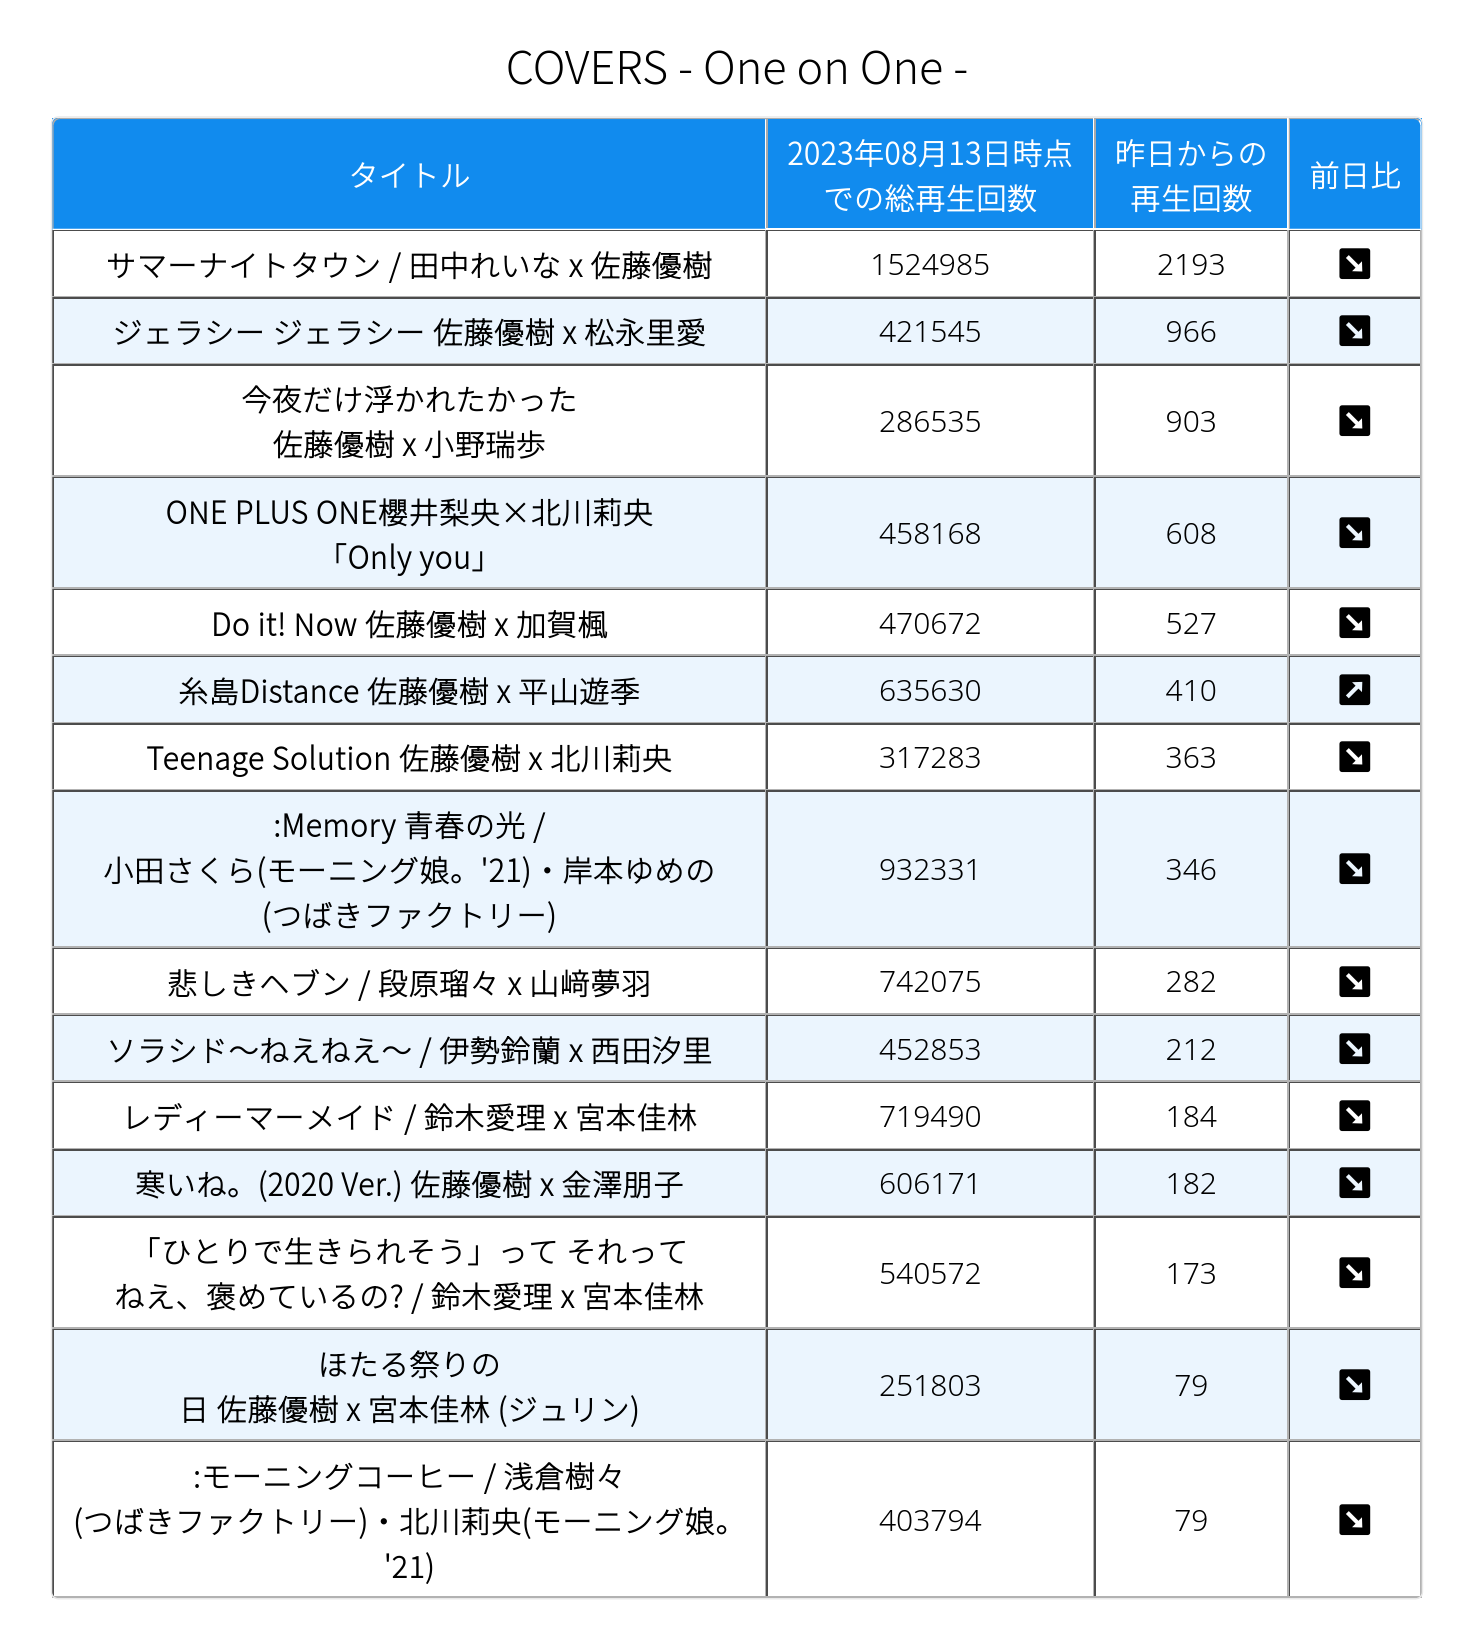 COVERS - One on One -
タイトル
2023年08月13日時点
での総再生回数
昨日からの
再生回数
前日比
サマーナイトタウン / 田中れいな x 佐藤優樹
1524985
2193
ジェラシー ジェラシー 佐藤優樹 x 松永里愛
421545
966
今夜だけ浮かれたかった
佐藤優樹 x 小野瑞歩
286535
903
ONE PLUS ONE櫻井梨央×北川莉央
「Only you」
458168
608
Do it! Now 佐藤優樹 x 加賀楓
470672
527
糸島Distance 佐藤優樹 x 平山遊季
635630
410
Teenage Solution 佐藤優樹 x 北川莉央
317283
363
:Memory 青春の光 /
小田さくら(モーニング娘。'21)・岸本ゆめの
(つばきファクトリー)
932331
346
悲しきヘブン / 段原瑠々 x 山﨑夢羽
742075
282
ソラシド〜ねえねえ〜 / 伊勢鈴蘭 x 西田汐里
452853
212
レディーマーメイド / 鈴木愛理 x 宮本佳林
719490
184
寒いね。(2020 Ver.) 佐藤優樹 x 金澤朋子
606171
182
「ひとりで生きられそう」って それって
ねえ、褒めているの? / 鈴木愛理 x 宮本佳林
540572
173
ほたる祭りの
日 佐藤優樹 x 宮本佳林 (ジュリン)
251803
79
:モーニングコーヒー / 浅倉樹々
(つばきファクトリー)・北川莉央(モーニング娘。
'21)
403794
79